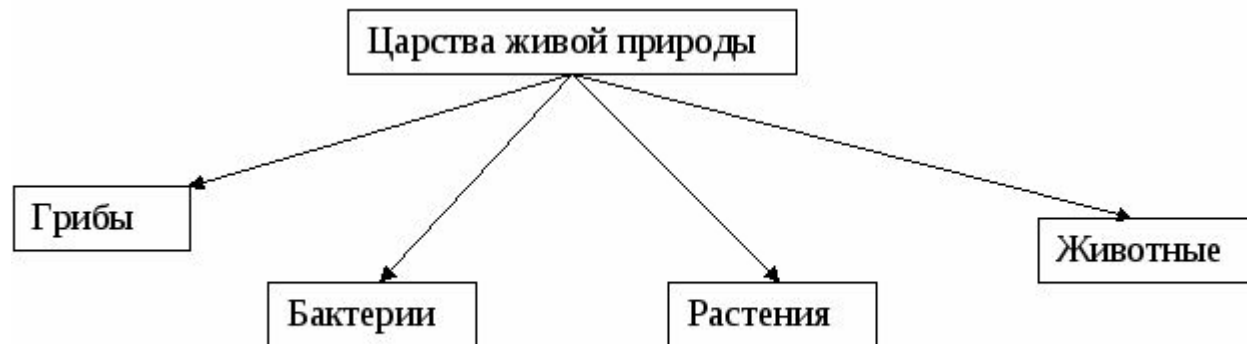 Царства живой природы
Грибы
Животные
Бактерии
Растения